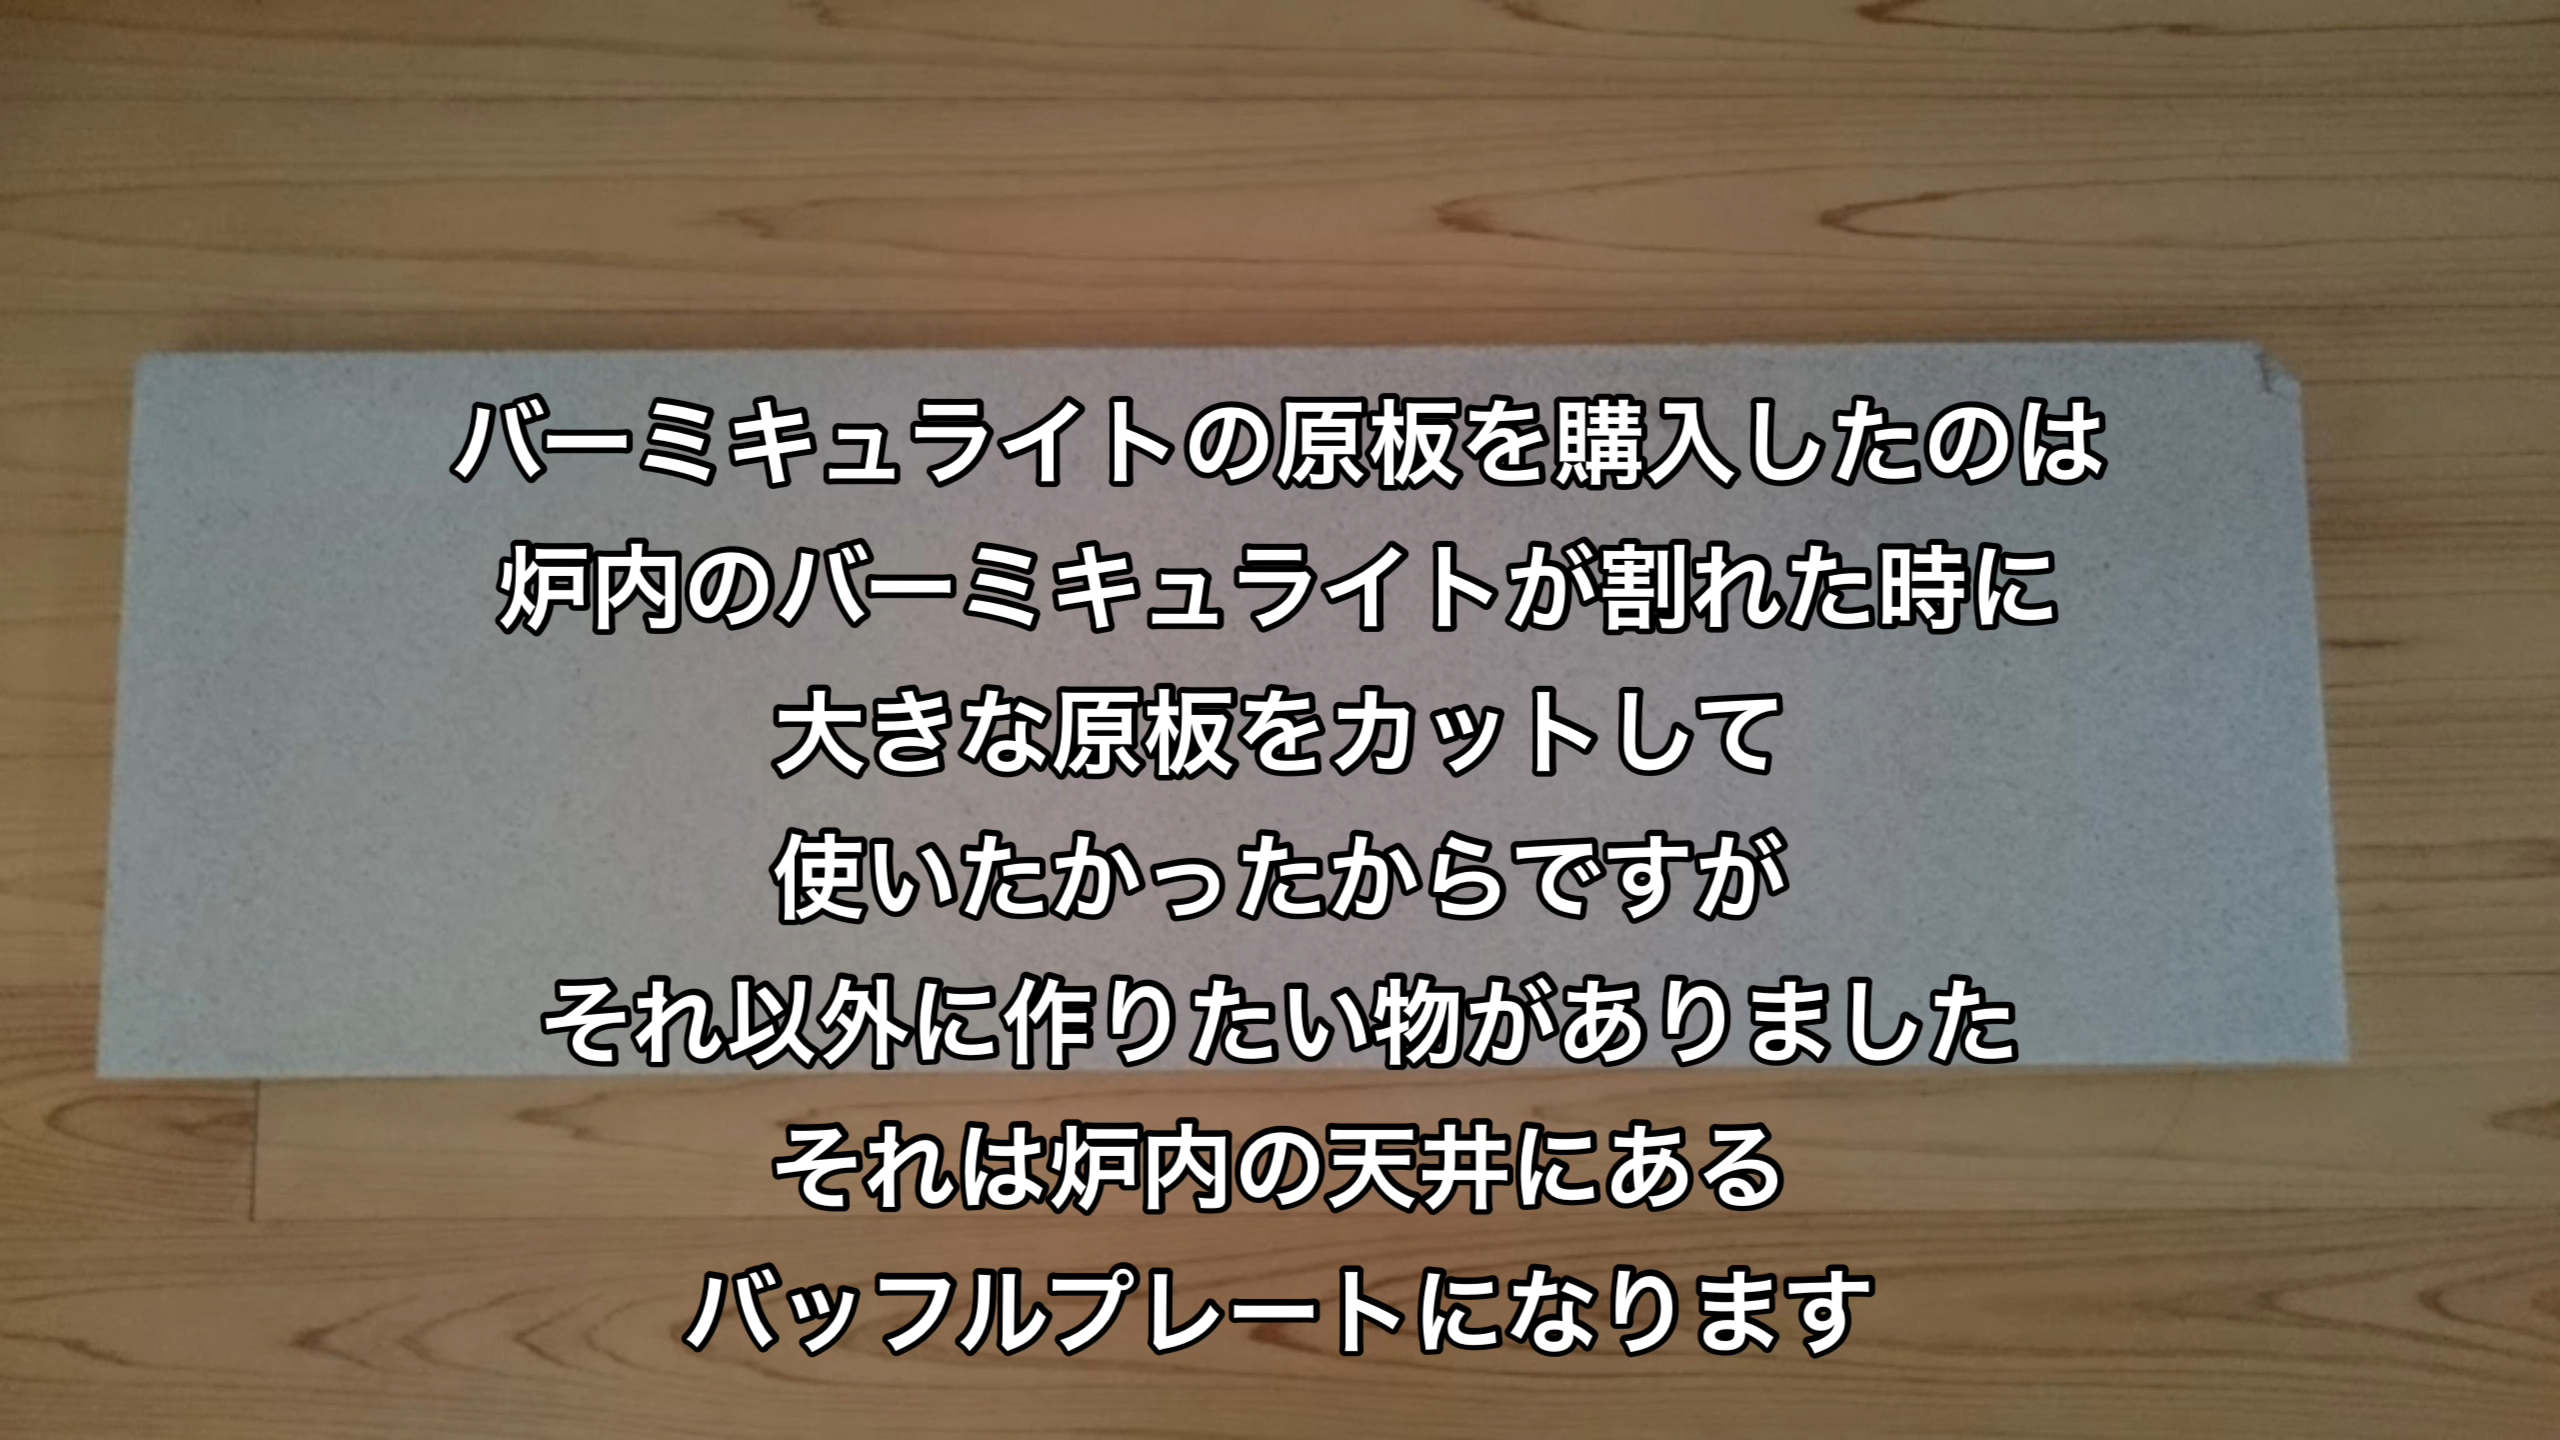 バーミキュライトの原板を購入したのは
炉内のバーミキュライトが割れた時に
大きな原板をカットして
使いたかったからですが
それ以外に作りたい物がありました
それは炉内の天井にある
バッフルプレートになります